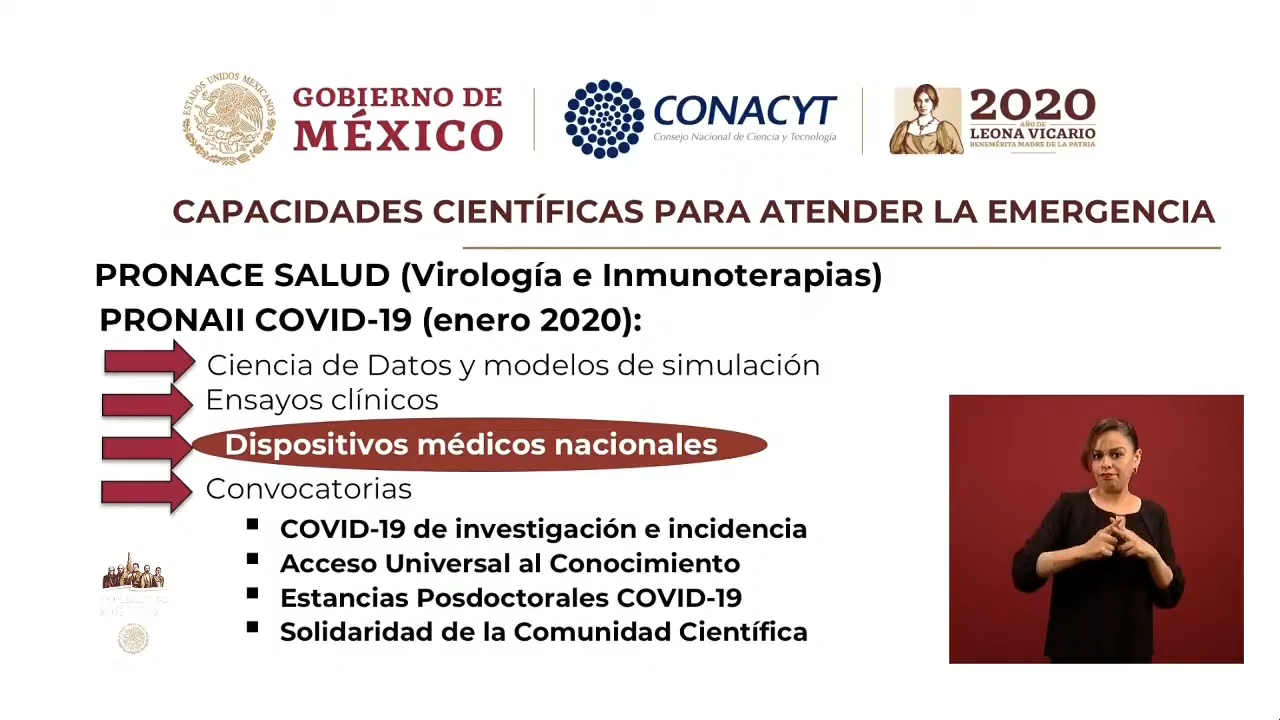 ESTADOS UNIDOS MEXICANOS
GOBIERNO DE
MÉXICO
CONACYT
Consejo Nacional de Ciencia y Tecnología
2020
AÑO DE
LEONA VICARIO
BENEMÉRITA MADRE DE LA PATRIA
CAPACIDADES CIENTÍFICAS PARA ATENDER LA EMERGENCIA
PRONACE SALUD (Virología e Inmunoterapias)
PRONAII COVID-19 (enero 2020):
Ciencia de Datos y modelos de simulación
Ensayos clínicos
Dispositivos médicos nacionales
Convocatorias
▪ COVID-19 de investigación e incidencia
▪ Acceso Universal al Conocimiento
▪ Estancias Posdoctorales COVID-19
▪ Solidaridad de la Comunidad Científica